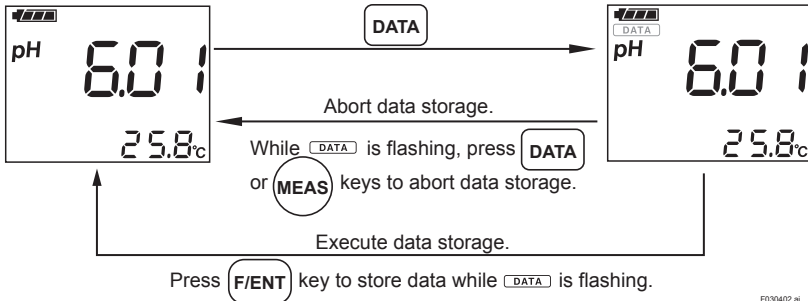 DATA
DATA
pH 6.01
pH 6.01
Abort data storage.
25.8°C
25.8°C
While DATA is flashing, press DATA
or MEAS keys to abort data storage.
Execute data storage.
Press F/ENT key to store data while DATA is flashing.
F030402.ai